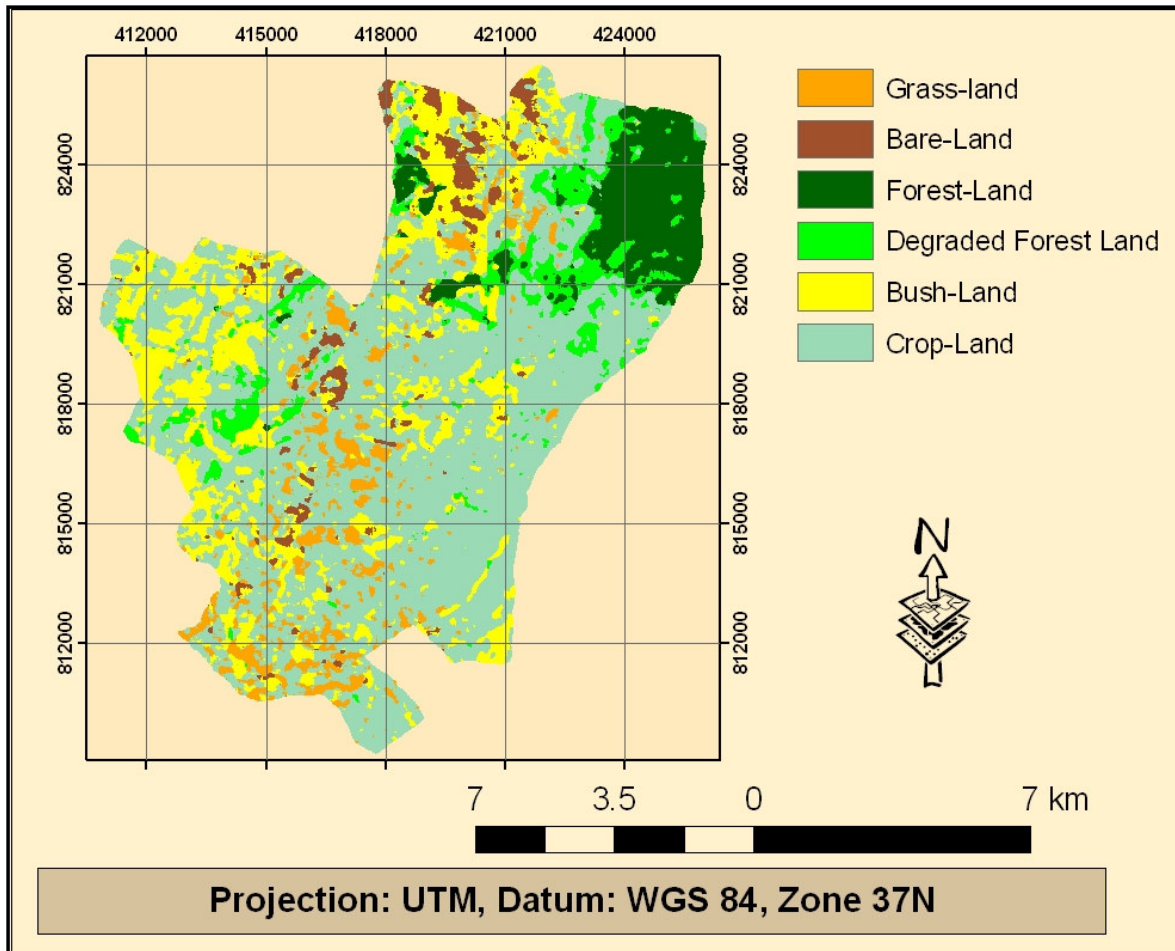 412000 415000 418000 421000 424000
824000 824000
821000 821000
818000 818000
815000 815000
812000 812000
Grass-land
Bare-Land
Forest-Land
Degraded Forest Land
Bush-Land
Crop-Land
N
7 3.5 0 7 km
Projection: UTM, Datum: WGS 84, Zone 37N